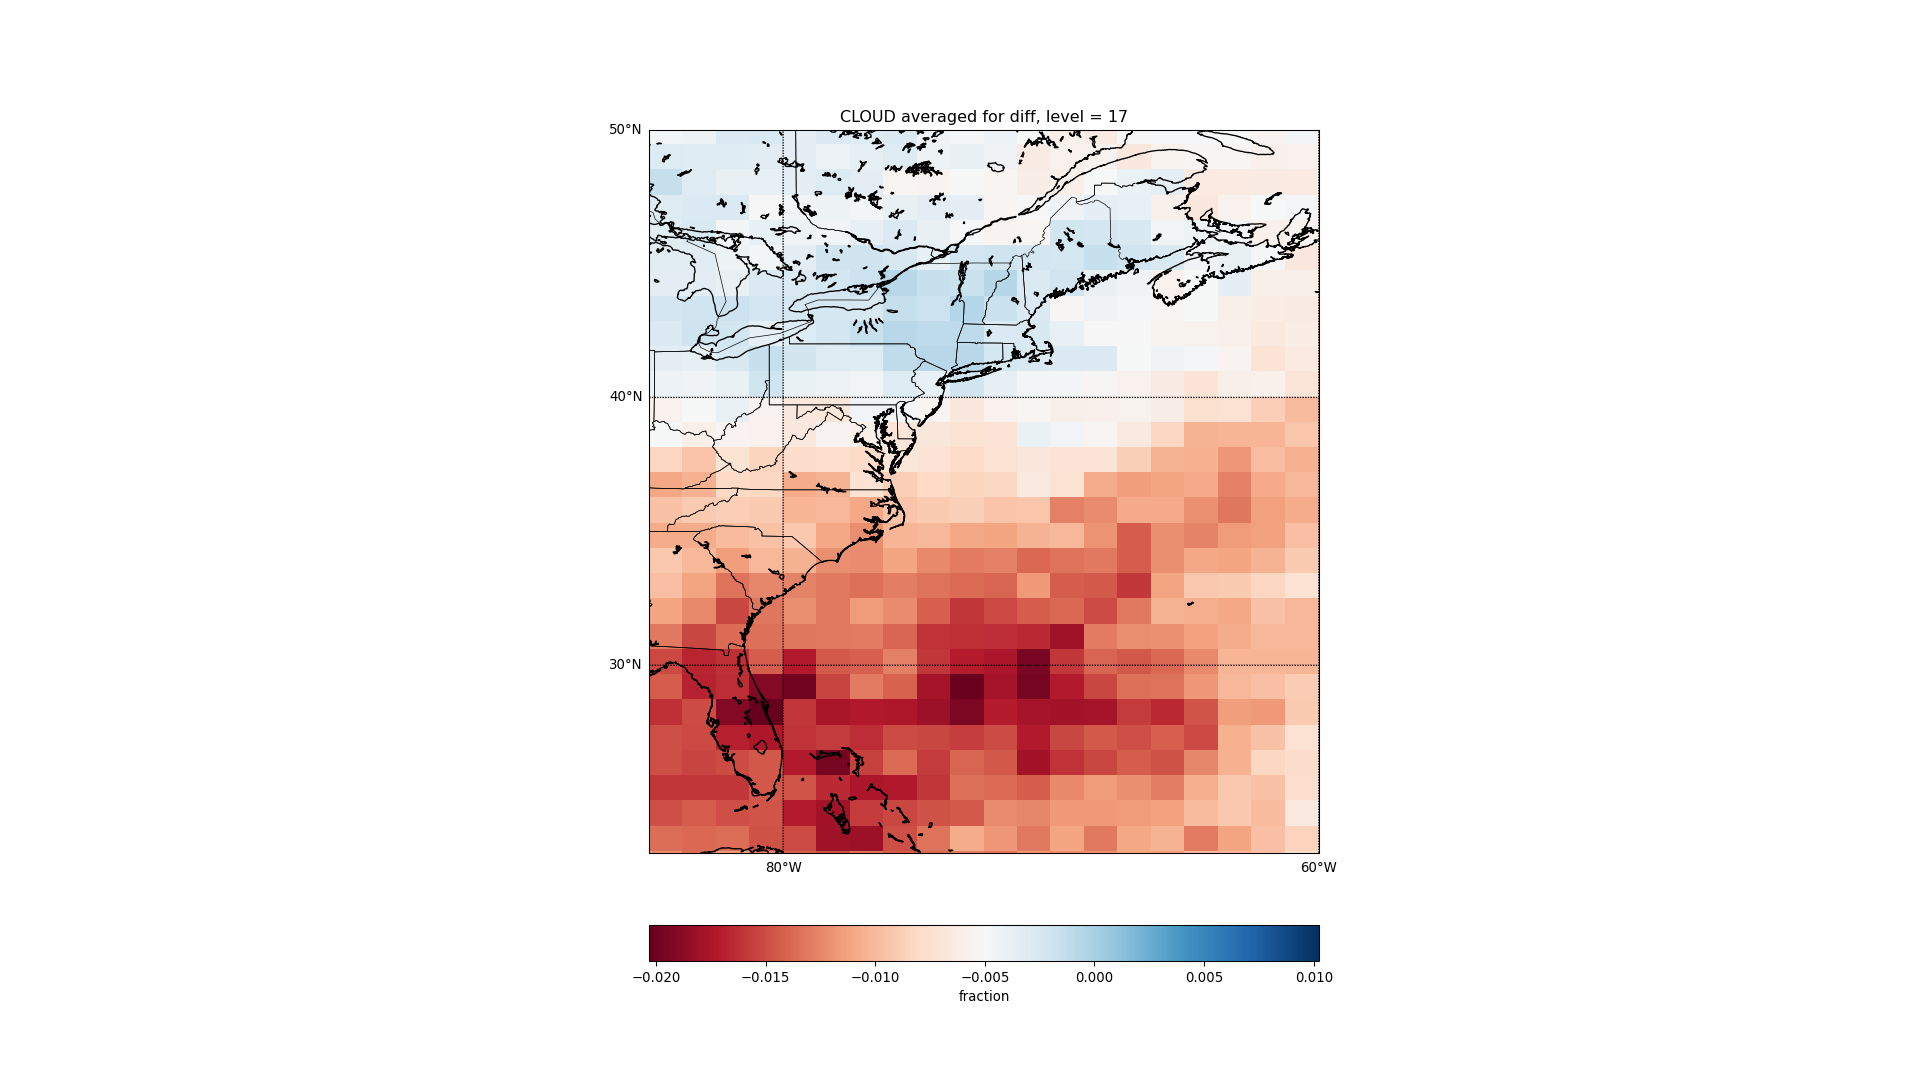 CLOUD averaged for diff, level = 17
50°N
40°N
30°N
80°W 60°W
−0.020 −0.015 −0.010 −0.005 0.000 0.005 0.010
fraction